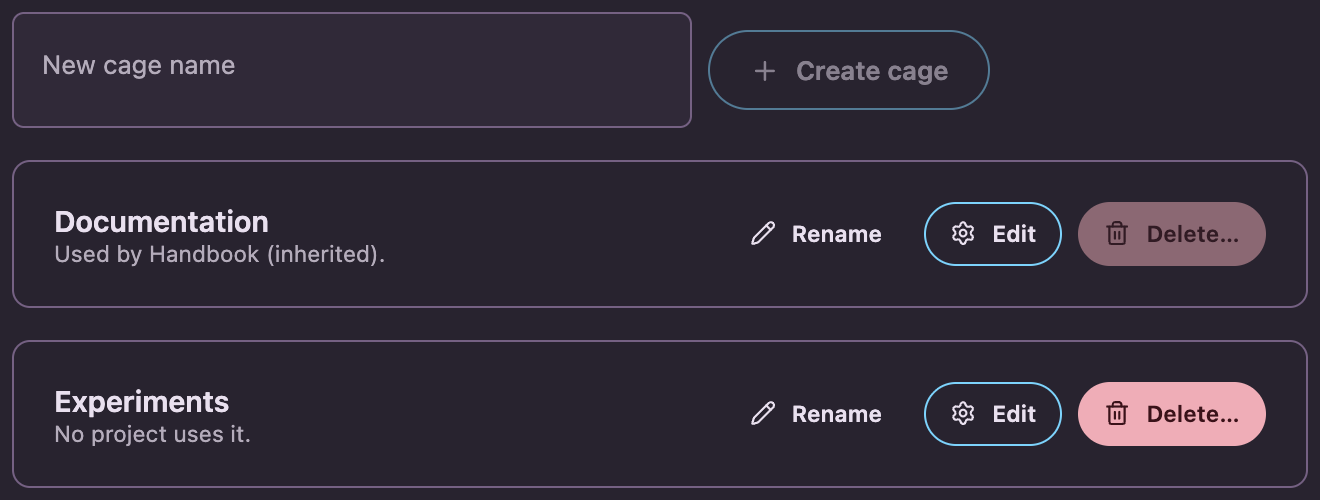 New cage name
Create cage
Documentation
Used by Handbook (inherited).
Rename
Edit
Delete...
Experiments
No project uses it.
Rename
Edit
Delete...